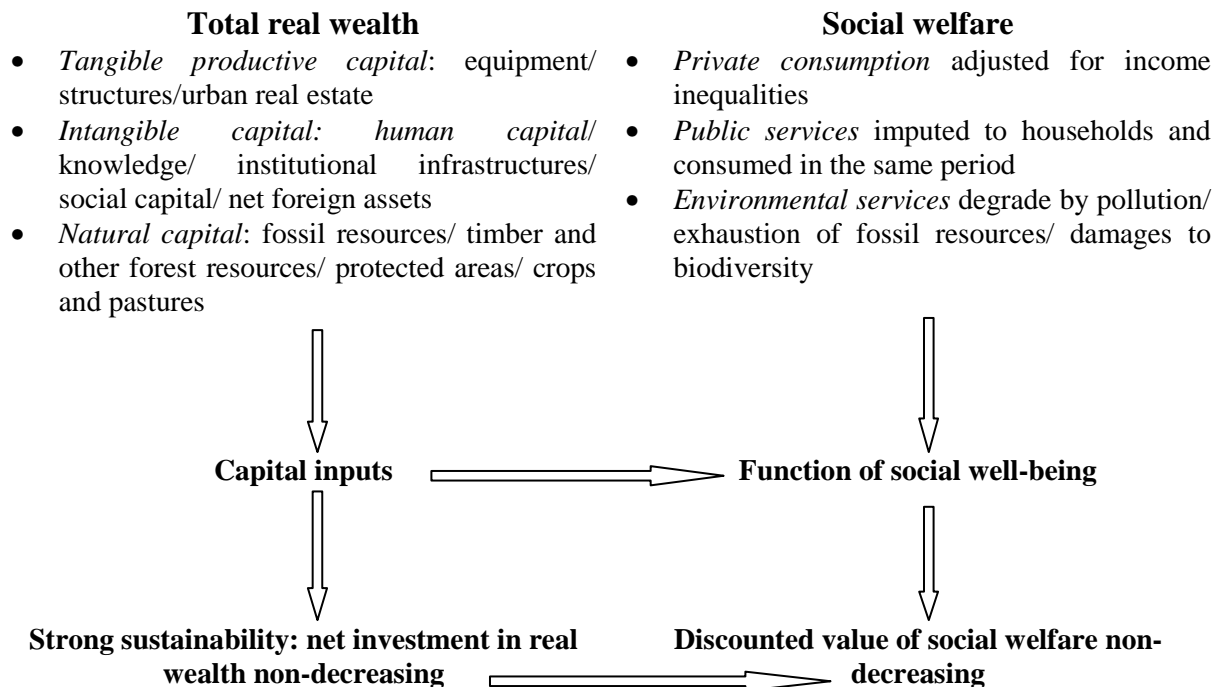 Total real wealth
• Tangible productive capital: equipment/
structures/urban real estate
• Intangible capital: human capital/
knowledge/ institutional infrastructures/
social capital/ net foreign assets
• Natural capital: fossil resources/ timber and
other forest resources/ protected areas/ crops
and pastures
Social welfare
• Private consumption adjusted for income
inequalities
• Public services imputed to households and
consumed in the same period
• Environmental services degrade by pollution/
exhaustion of fossil resources/ damages to
biodiversity
Capital inputs
Function of social well-being
Strong sustainability: net investment in real
wealth non-decreasing
Discounted value of social welfare non-
decreasing